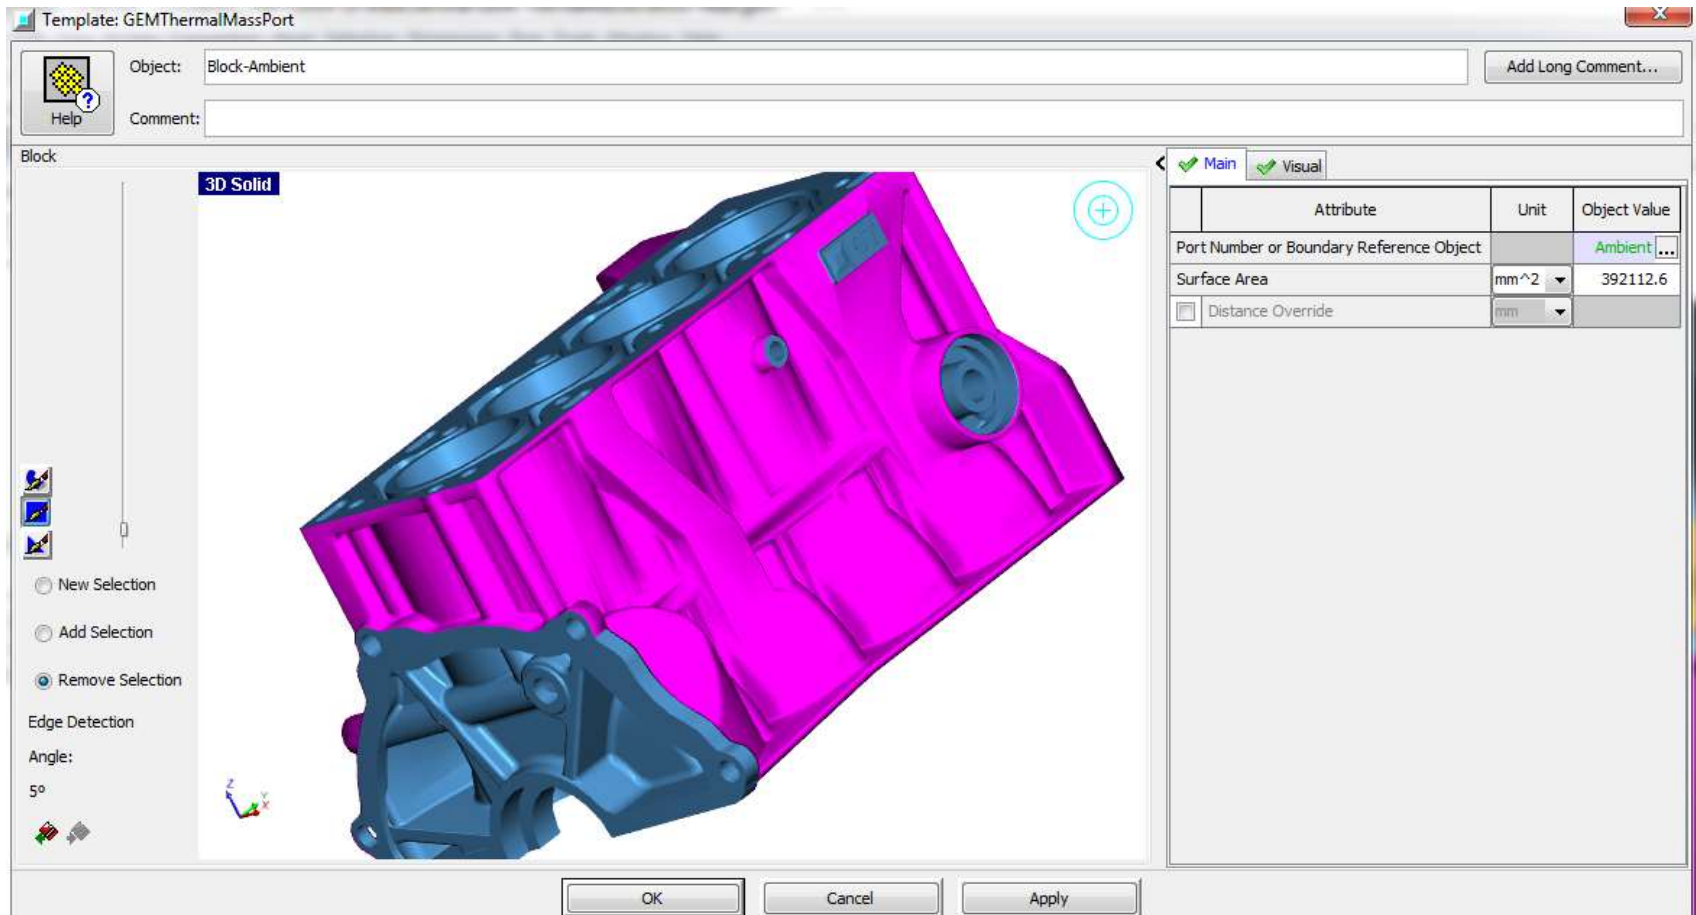 Template: GEMThermalMassPort
Object: Block-Ambient Add Long Comment...
Help
Comment:
Block
3D Solid
Main Visual
Attribute Unit Object Value
Port Number or Boundary Reference Object Ambient ...
Surface Area mm^2 392112.6
Distance Override mm
New Selection
Add Selection
Remove Selection
Edge Detection
Angle:
5º
Z
Y
X
OK Cancel Apply